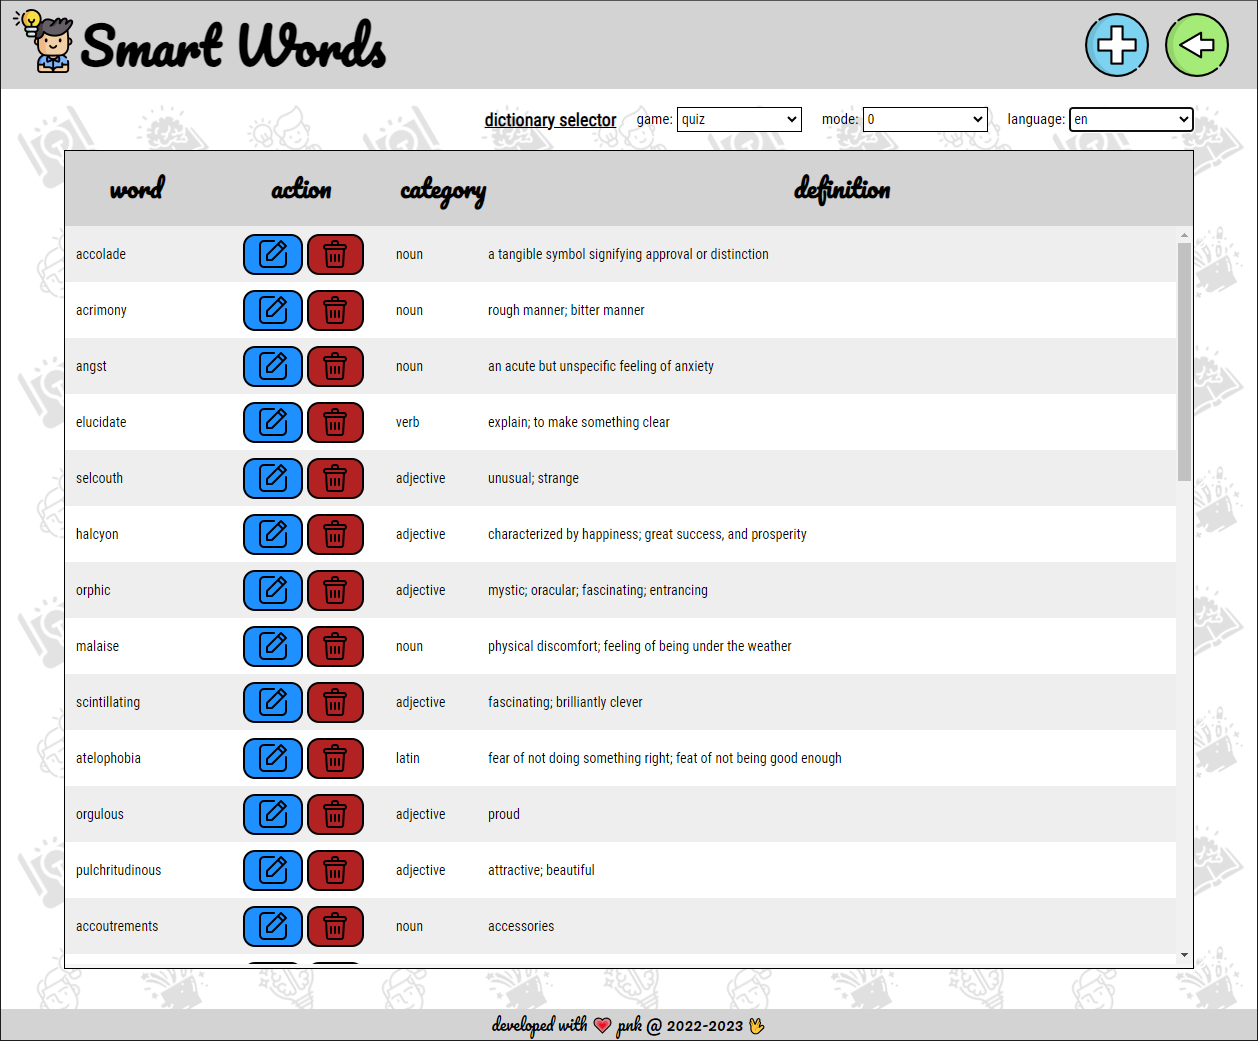 Smart Words
dictionary selector game: quiz mode: 0 language: en
word action category definition
accolade noun a tangible symbol signifying approval or distinction
acrimony noun rough manner; bitter manner
angst noun an acute but unspecific feeling of anxiety
elucidate verb explain; to make something clear
selcouth adjective unusual; strange
halcyon adjective characterized by happiness; great success, and prosperity
orphic adjective mystic; oracular; fascinating; entrancing
malaise noun physical discomfort; feeling of being under the weather
scintillating adjective fascinating; brilliantly clever
atelophobia latin fear of not doing something right; feat of not being good enough
orgulous adjective proud
pulchritudinous adjective attractive; beautiful
accoutrements noun accessories
developed with ❤️ pnk @ 2022-2023 🖖